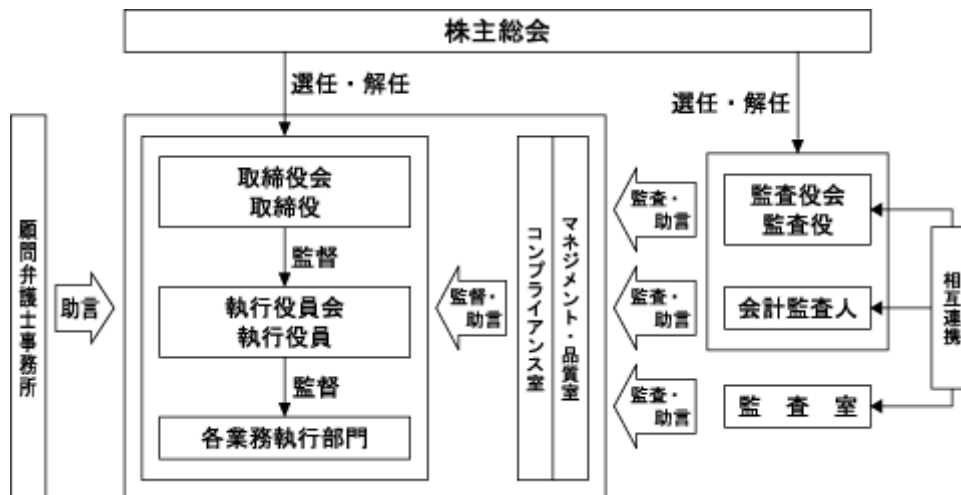 株主総会
選任・解任
選任・解任
顧問弁護士事務所
助言
取締役会
取締役
監督
執行役員会
執行役員
監督
各業務執行部門
監督・
助言
コンプライアンス室
マネジメント・品質室
監査・
助言
監査・
助言
監査・
助言
監査役会
監査役
会計監査人
監査室
相互連携